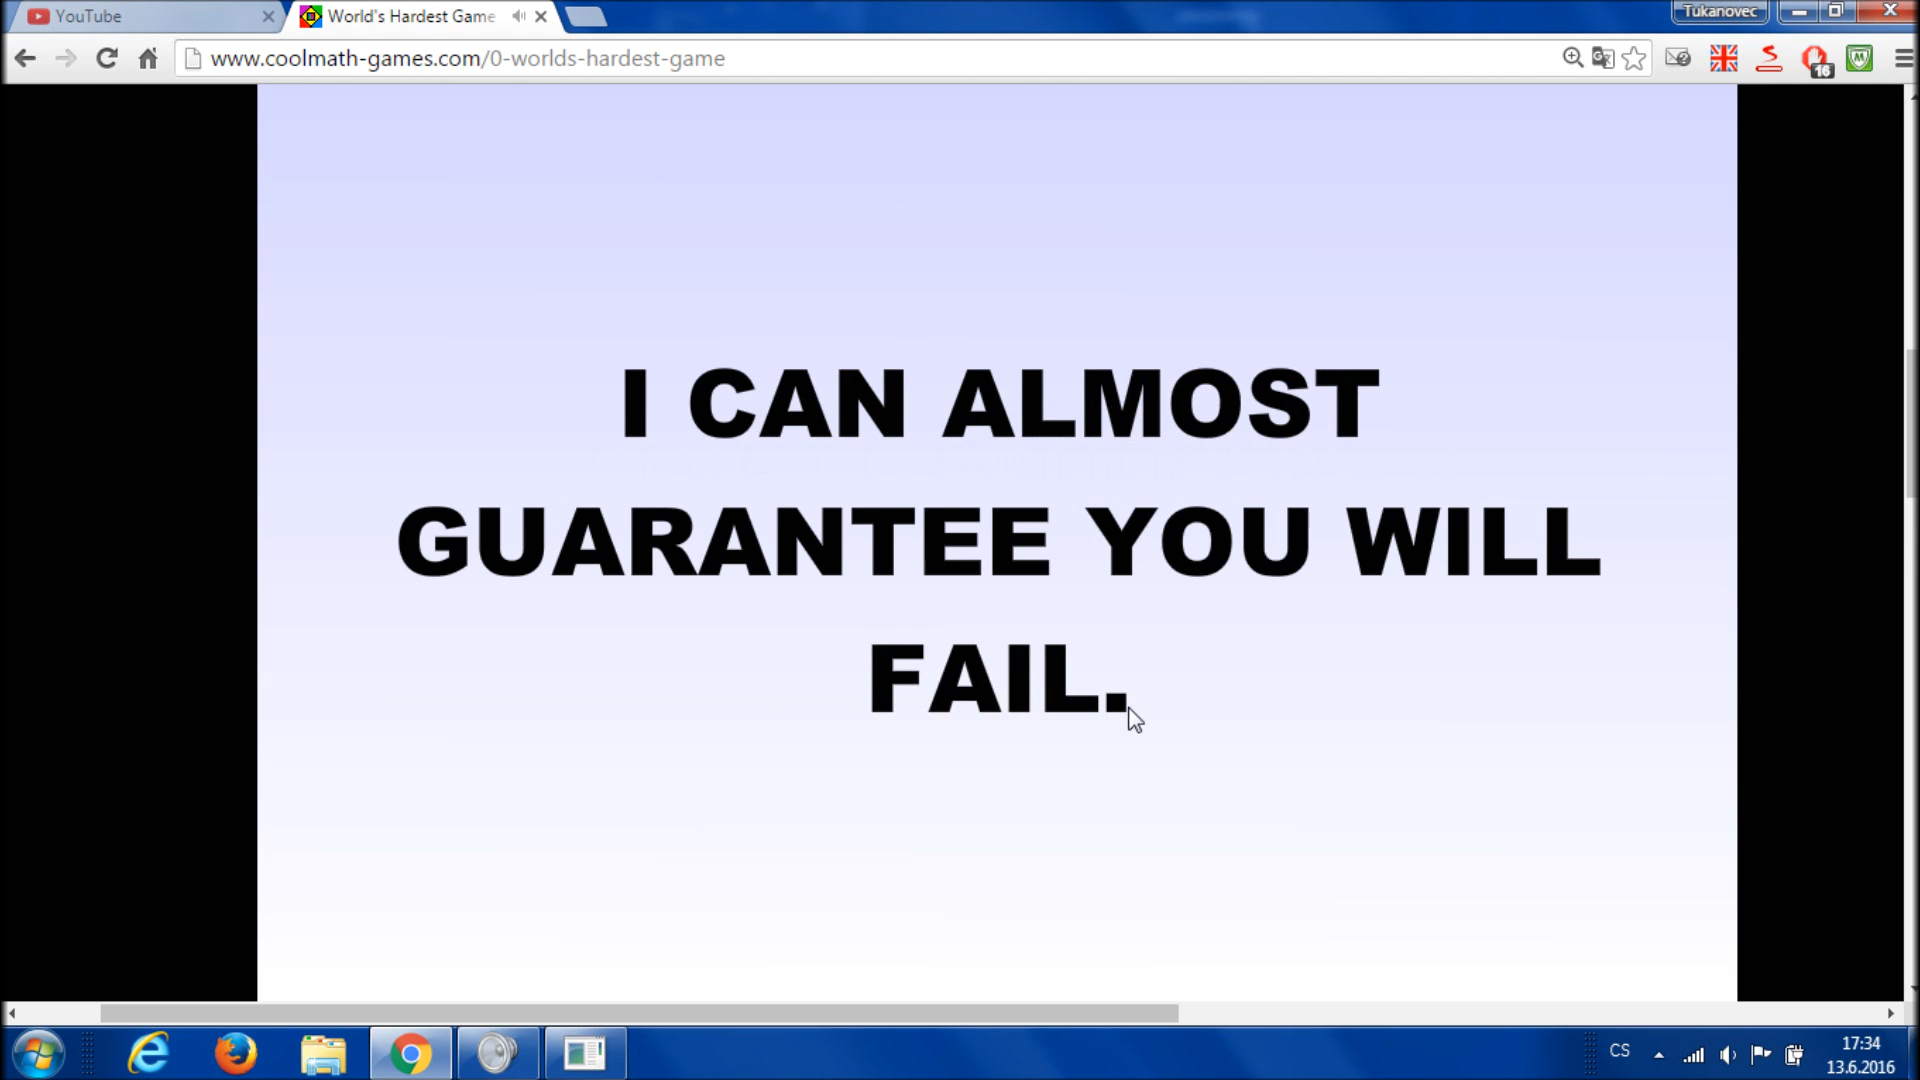 YouTube
World's Hardest Game
Tukanovec
www.coolmath-games.com/0-worlds-hardest-game
16
I CAN ALMOST
GUARANTEE YOU WILL
FAIL.
CS
17:34
13.6.2016